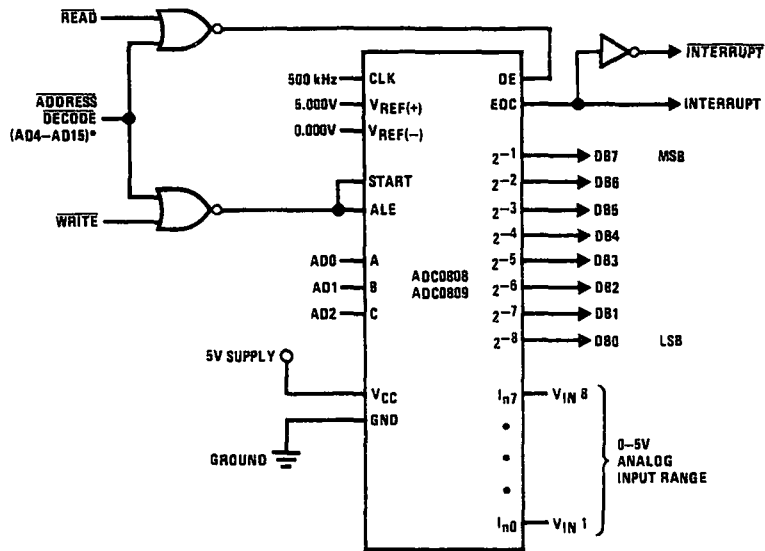 READ
ADDRESS
DECODE
(AD4–AD15)*
WRITE
500 kHz
5.000V
0.000V
AD0
AD1
AD2
5V SUPPLY
GROUND
CLK
VREF(+)
VREF(−)
START
ALE
A
B
C
VCC
GND
ADC0808
ADC0809
OE
EOC
2−1
2−2
2−3
2−4
2−5
2−6
2−7
2−8
In7
In0
INTERRUPT
INTERRUPT
DB7 MSB
DB6
DB5
DB4
DB3
DB2
DB1
DB0 LSB
VIN 8
0–5V
ANALOG
INPUT RANGE
VIN 1